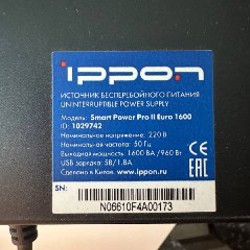 ippon
ИСТОЧНИК БЕСПЕРЕБОЙНОГО ПИТАНИЯ
UNINTERRUPTIBLE POWER SUPPLY
Модель: Smart Power Pro II Euro 1600
ID: 1029742
Номинальное напряжение: 220 В
Номинальная частота: 50 Гц
Выходная мощность: 1600 ВА / 960 Вт
USB зарядка: 5В/1.8А
Сделано в Китае. www.ippon.ru
CE EAC
SN:
N06610F4A00173